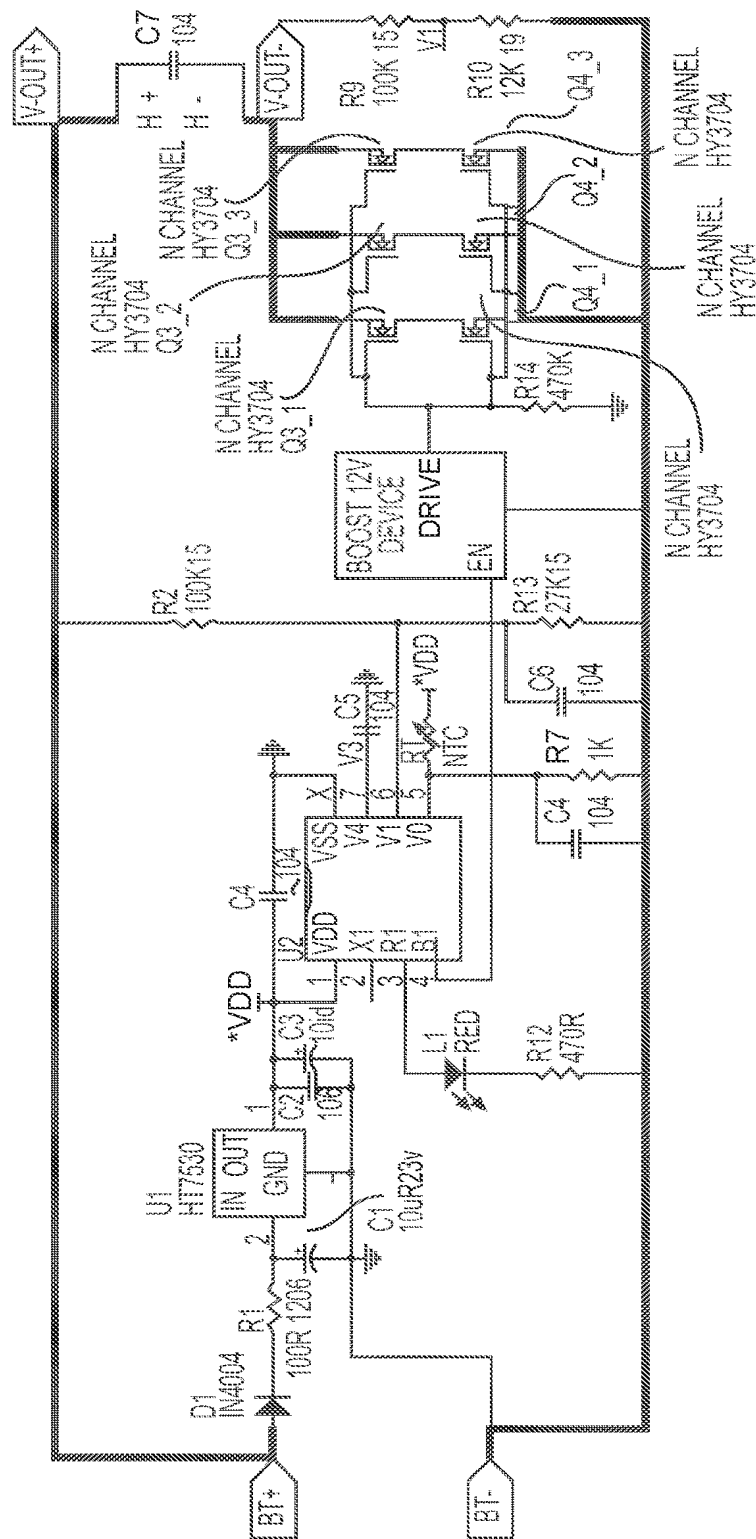 BT+
BT-
D1
IN4004
R1
100R 1206
2
U1
HT7530
IN OUT
GND
1
C1
10uR23v
C2
106
C3
*VDD
C4
104
U2
VDD
VSS
X1
V4
R1
V1
B1
V0
1
2
3
4
X
7
6
5
V3
C5
104
RT
NTC
*VDD
L1
RED
R12
470R
C4
104
R7
1K
C6
104
R2
100K15
R13
27K15
BOOST 12V
DEVICE
DRIVE
EN
R14
470K
N CHANNEL
HY3704
Q3_1
N CHANNEL
HY3704
Q3_2
N CHANNEL
HY3704
Q3_3
Q4_1
Q4_2
Q4_3
N CHANNEL
HY3704
N CHANNEL
HY3704
N CHANNEL
HY3704
R9
100K 15
V1
R10
12K 19
H +
H -
C7
104
V-OUT+
V-OUT-